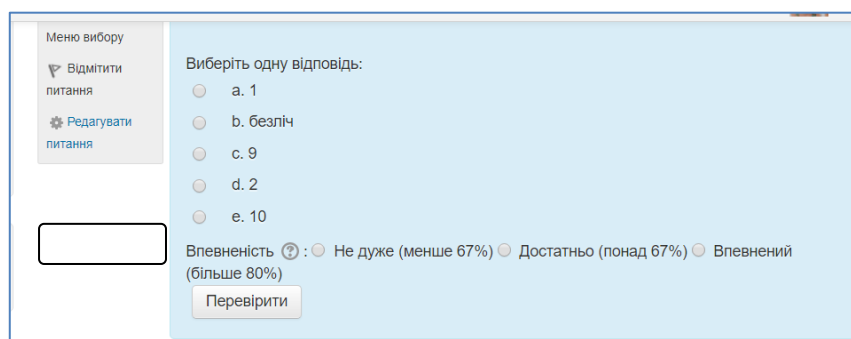 Меню вибору
Відмітити
питання
Редагувати
питання
Виберіть одну відповідь:
a. 1
b. безліч
c. 9
d. 2
e. 10
Впевненість ? : Не дуже (менше 67%) Достатньо (понад 67%) Впевнений
(більше 80%)
Перевірити